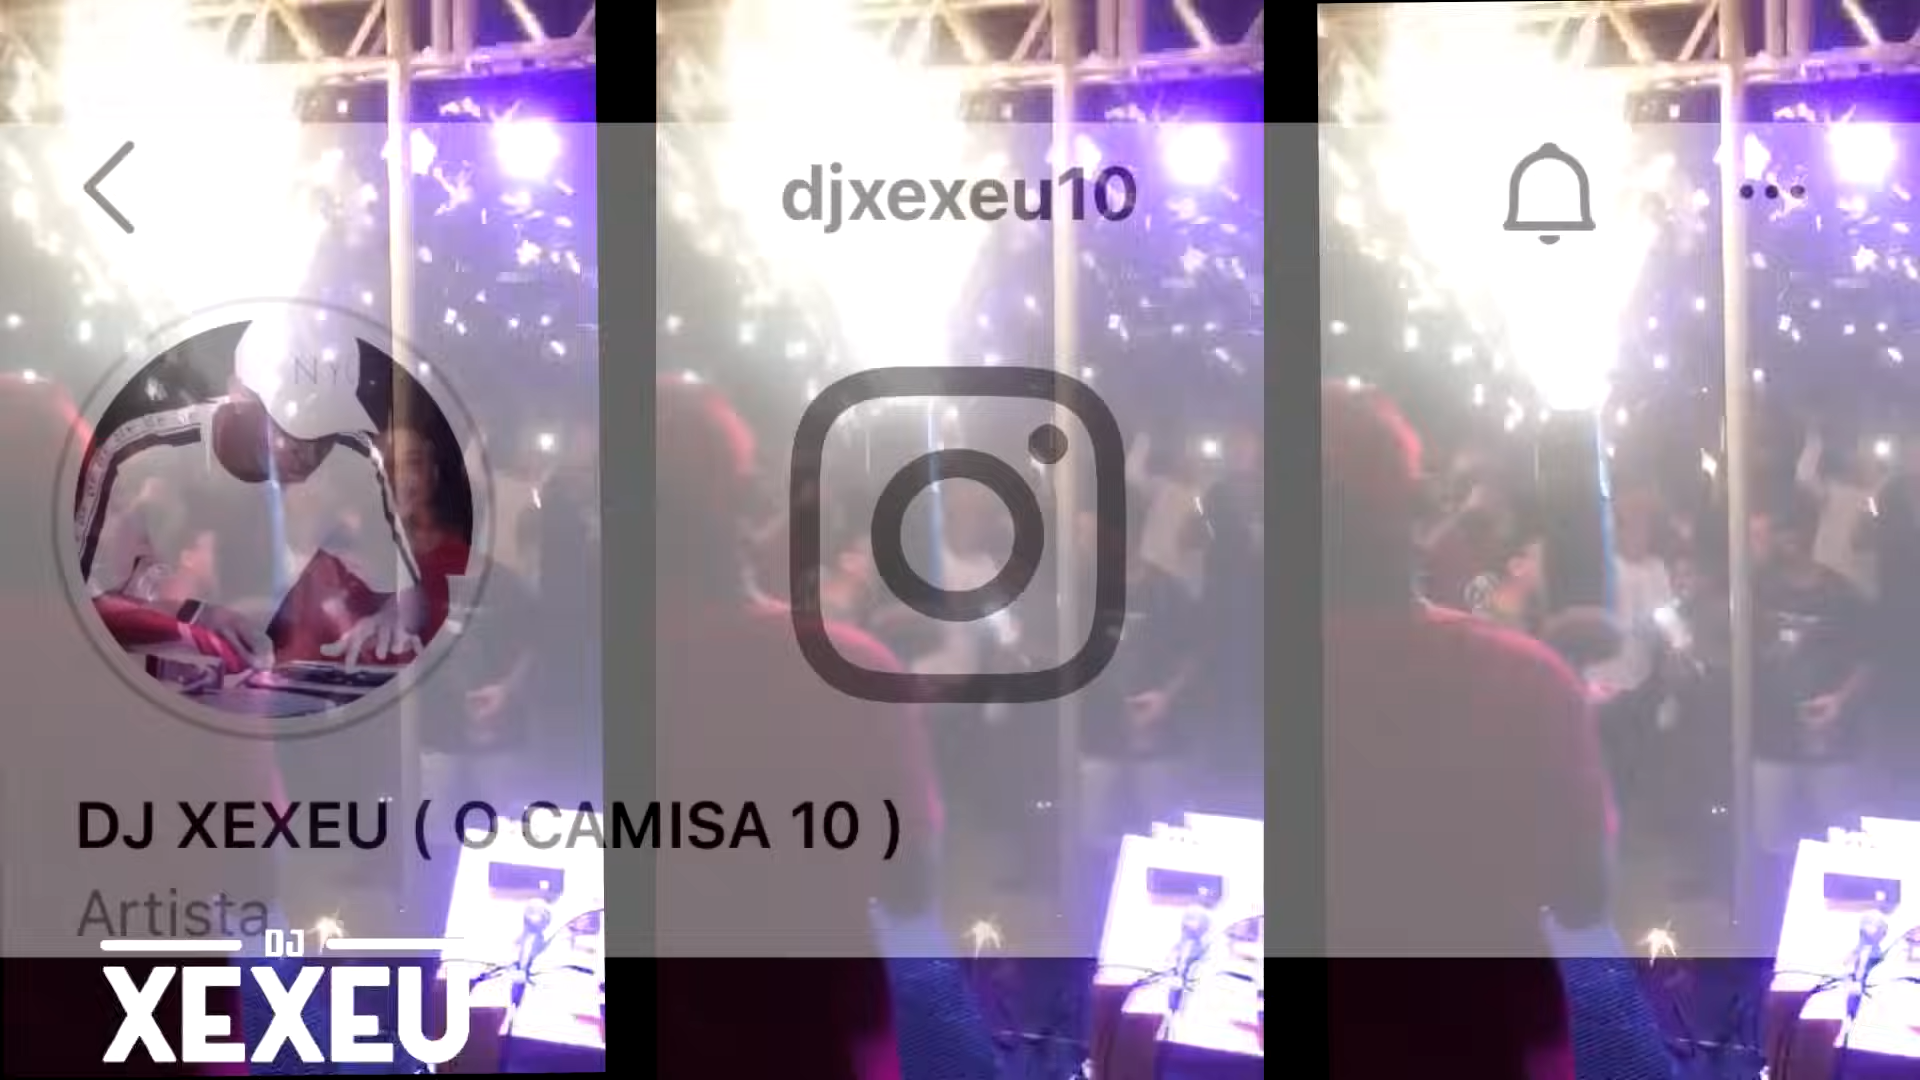 djxexeu10
DJ XEXEU ( O CAMISA 10 )
Artista
DJ
XEXEU